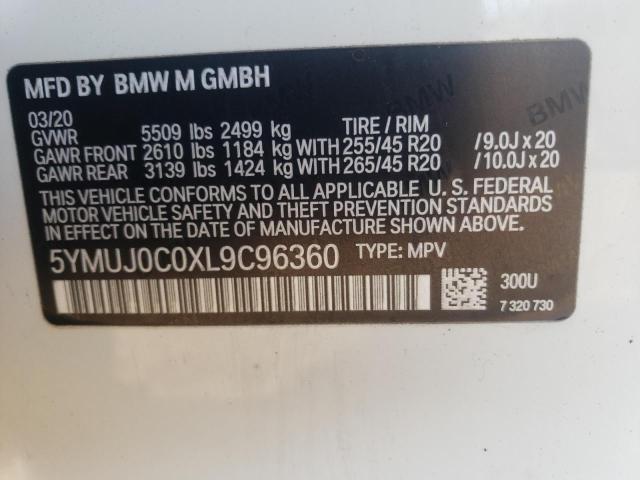 MFD BY BMW M GMBH
03/20
GVWR 5509 lbs 2499 kg TIRE / RIM
GAWR FRONT 2610 lbs 1184 kg WITH 255/45 R20 /9.0J x 20
GAWR REAR 3139 lbs 1424 kg WITH 265/45 R20 /10.0J x 20
THIS VEHICLE CONFORMS TO ALL APPLICABLE U. S. FEDERAL
MOTOR VEHICLE SAFETY AND THEFT PREVENTION STANDARDS
IN EFFECT ON THE DATE OF MANUFACTURE SHOWN ABOVE.
5YMUJ0C0XL9C96360 TYPE: MPV
300U
7 320 730
BMW
BMW